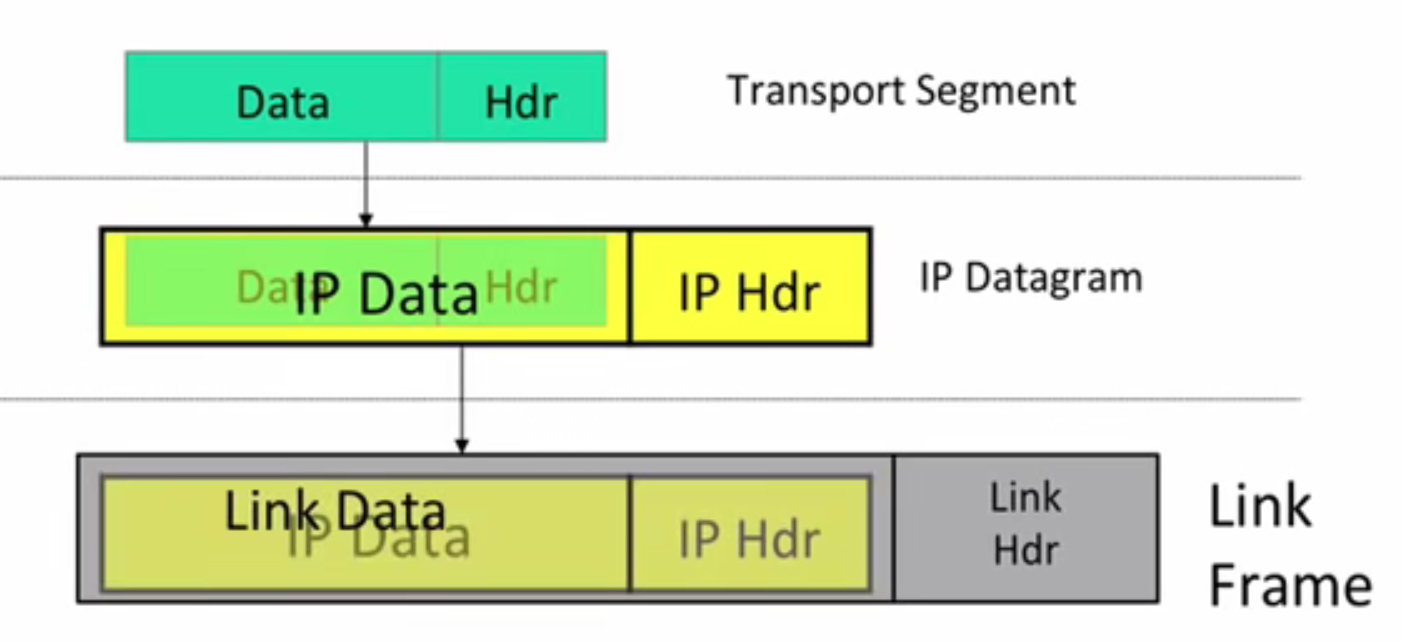 Data Hdr Transport Segment
Data Hdr
IP Data IP Hdr IP Datagram
Link Data
IP Data IP Hdr
Link
Hdr
Link
Frame